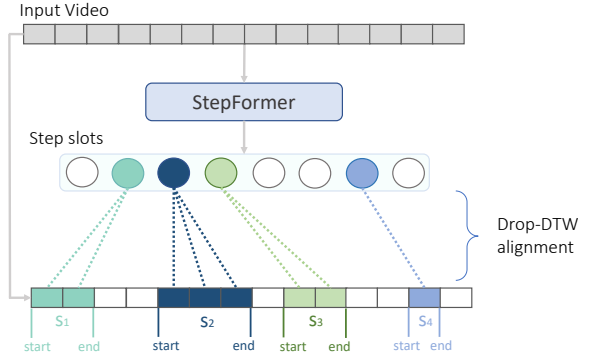 Input Video
StepFormer
Step slots
Drop-DTW
alignment
S1 S2 S3 S4
start end start end start end start end